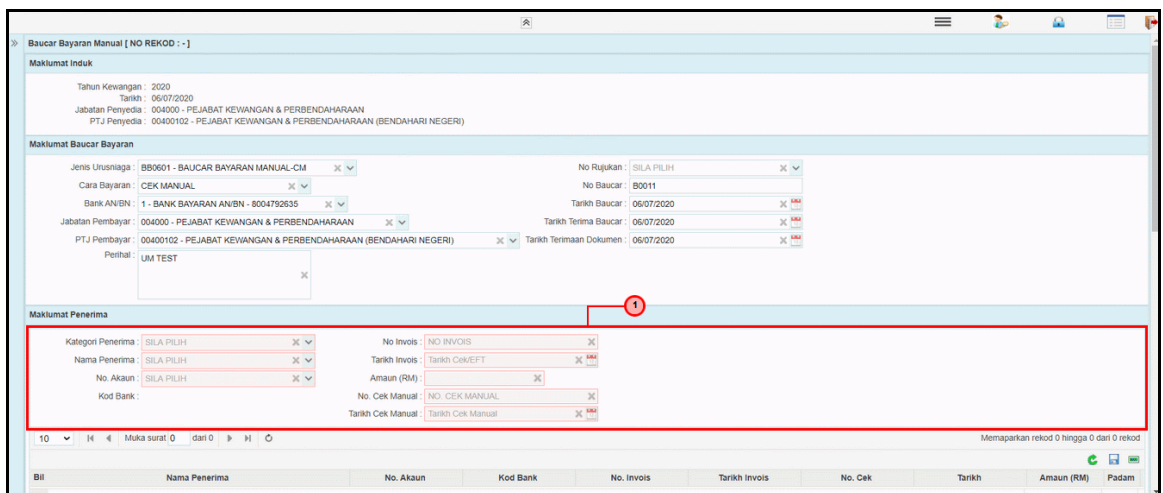 Baucar Bayaran Manual [ NO REKOD : - ]
Maklumat Induk
Tahun Kewangan : 2020
Tarikh : 06/07/2020
Jabatan Penyedia : 004000 - PEJABAT KEWANGAN & PERBENDAHARAAN
PTJ Penyedia : 00400102 - PEJABAT KEWANGAN & PERBENDAHARAAN (BENDAHARI NEGERI)
Maklumat Baucar Bayaran
Jenis Urusniaga : BB0601 - BAUCAR BAYARAN MANUAL-CM No Rujukan : SILA PILIH
Cara Bayaran : CEK MANUAL No Baucar : B0011
Bank AN/BN : 1 - BANK BAYARAN AN/BN - 8004792635 Tarikh Baucar : 06/07/2020
Jabatan Pembayar : 004000 - PEJABAT KEWANGAN & PERBENDAHARAAN Tarikh Terima Baucar : 06/07/2020
PTJ Pembayar : 00400102 - PEJABAT KEWANGAN & PERBENDAHARAAN (BENDAHARI NEGERI) Tarikh Terimaan Dokumen : 06/07/2020
Perihal : UM TEST
Maklumat Penerima
1
Kategori Penerima : SILA PILIH No Invois : NO INVOIS
Nama Penerima : SILA PILIH Tarikh Invois : Tarikh Cek/EFT
No. Akaun : SILA PILIH Amaun (RM) :
Kod Bank : No. Cek Manual : NO. CEK MANUAL
Tarikh Cek Manual : Tarikh Cek Manual
10 Muka surat 0 dari 0 Memaparkan rekod 0 hingga 0 dari 0 rekod
Bil Nama Penerima No. Akaun Kod Bank No. Invois Tarikh Invois No. Cek Tarikh Amaun (RM) Padam